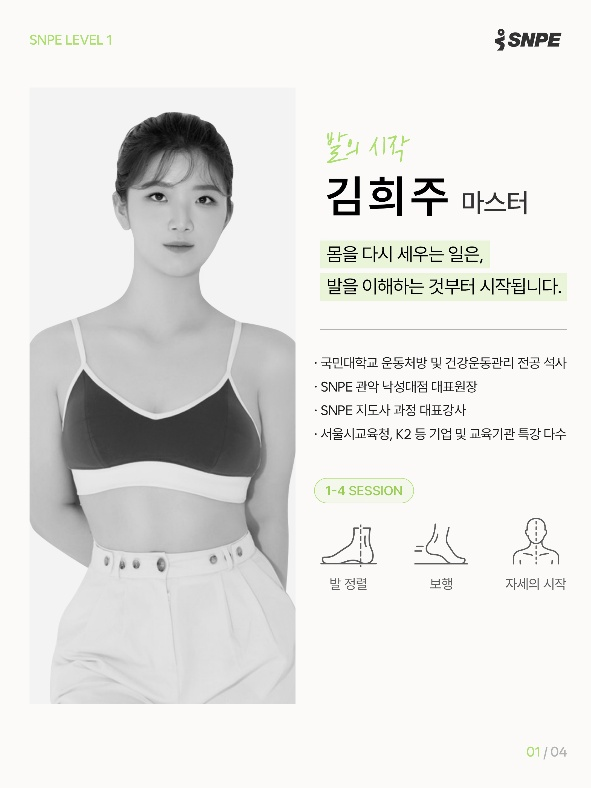 SNPE LEVEL 1
SNPE
발의 시작
김희주 마스터
몸을 다시 세우는 일은,
발을 이해하는 것부터 시작됩니다.
· 국민대학교 운동처방 및 건강운동관리 전공 석사
· SNPE 관악 낙성대점 대표원장
· SNPE 지도사 과정 대표강사
· 서울시교육청, K2 등 기업 및 교육기관 특강 다수
1-4 SESSION
발 정렬 보행 자세의 시작
01 / 04